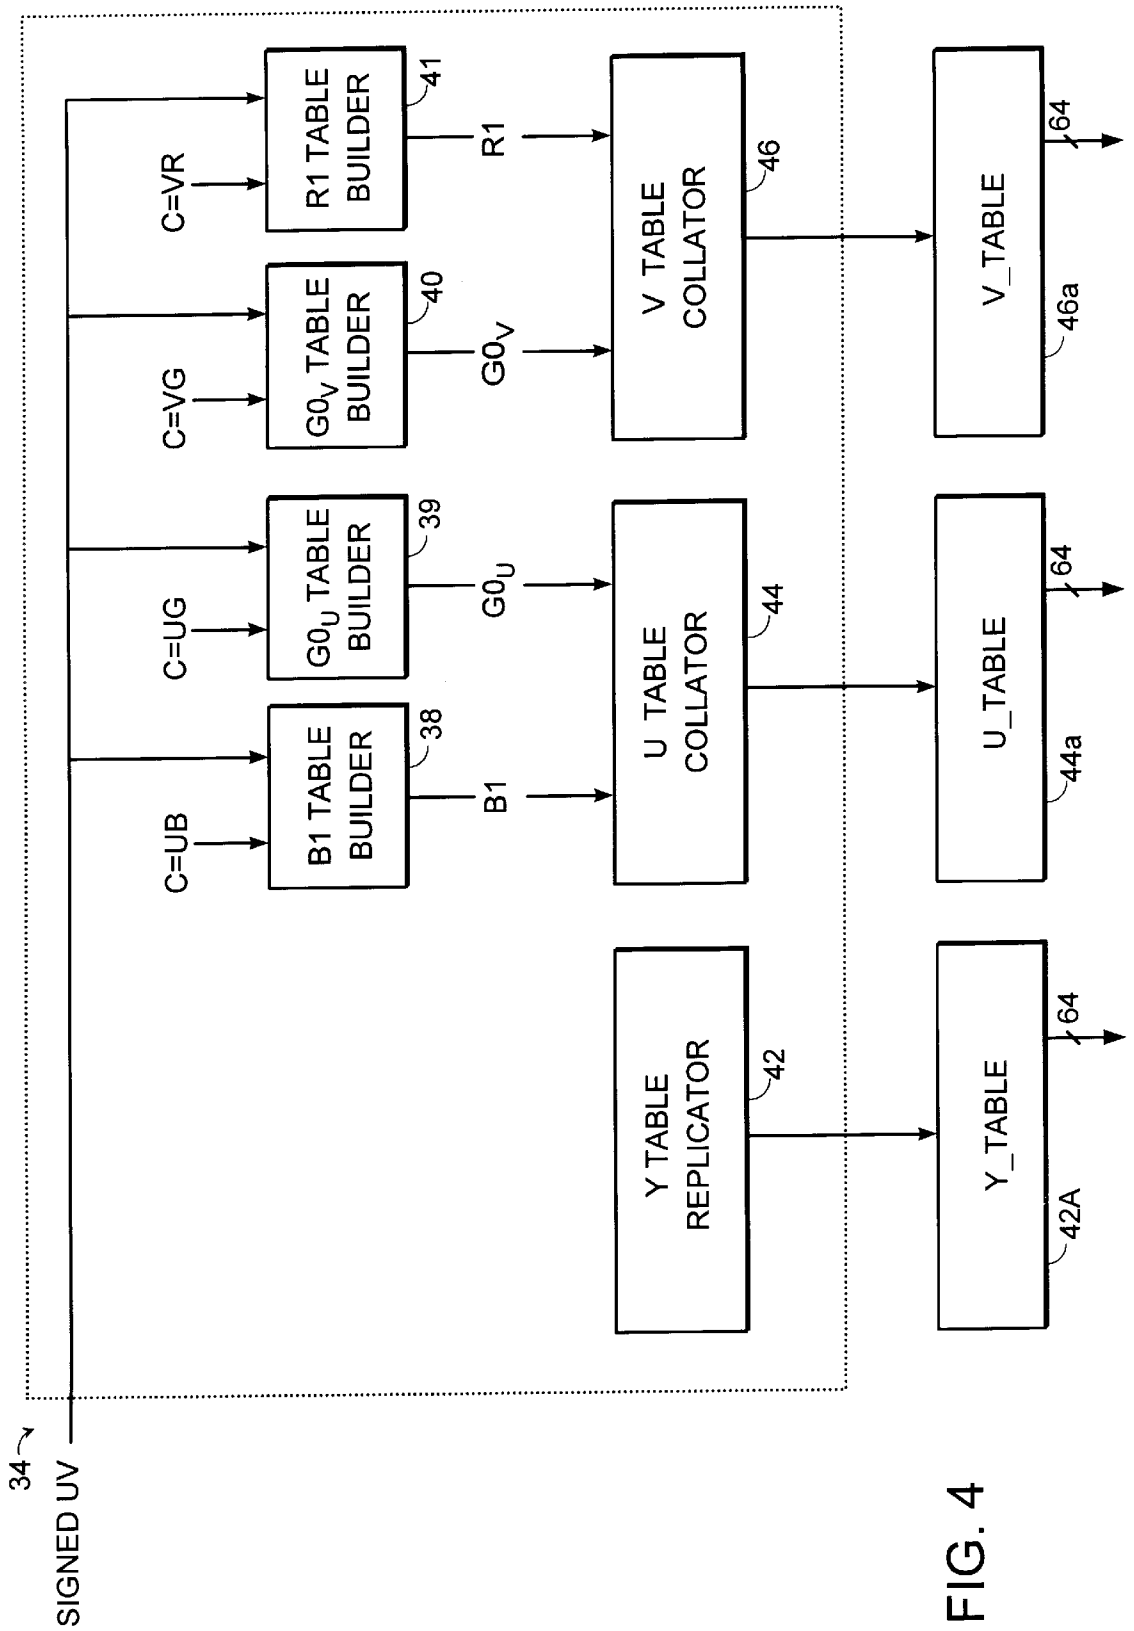 34
SIGNED UV
C=UB
C=UG
C=VG
C=VR
B1 TABLE
BUILDER
38
G0U TABLE
BUILDER
39
G0V TABLE
BUILDER
40
R1 TABLE
BUILDER
41
B1
G0U
G0V
R1
Y TABLE
REPLICATOR
42
U TABLE
COLLATOR
44
V TABLE
COLLATOR
46
Y_TABLE
42A
64
U_TABLE
44a
64
V_TABLE
46a
64
FIG. 4